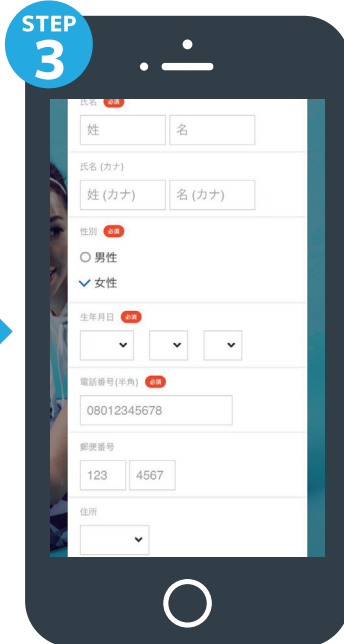 STEP
3
氏名 必須
姓 名
氏名 (カナ)
姓 (カナ) 名 (カナ)
性別 必須
男性
女性
生年月日 必須
電話番号(半角) 必須
08012345678
郵便番号
123 4567
住所